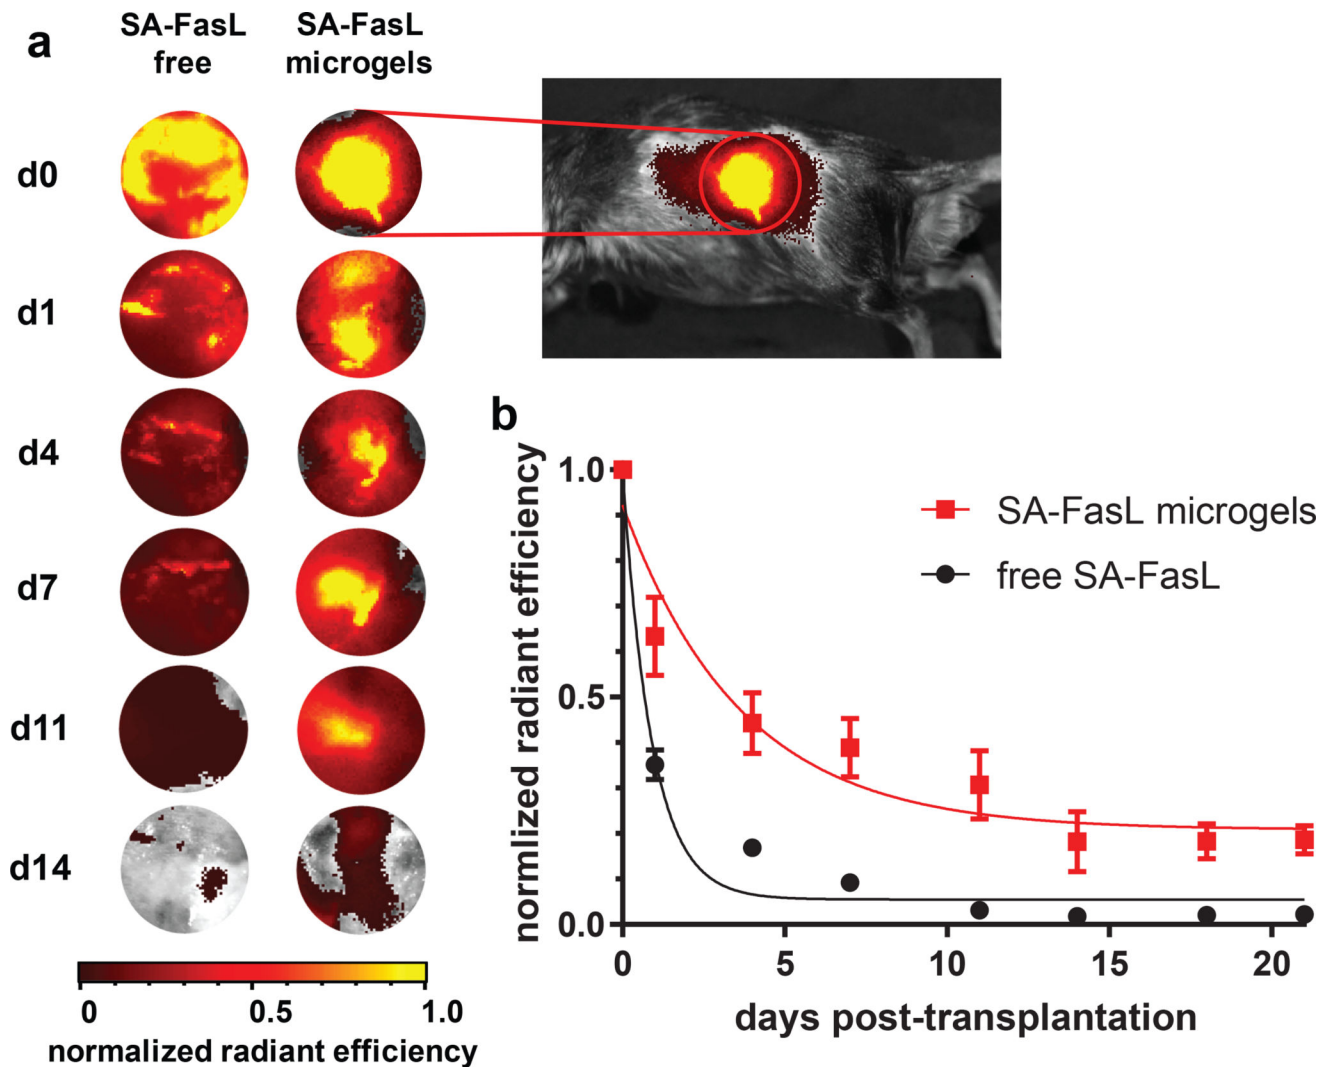 a
SA-FasL
free
SA-FasL
microgels
d0
d1
d4
d7
d11
d14
0
0.5
1.0
normalized radiant efficiency
b
normlized radiant efficiency
1.0
0.5
0.0
SA-FasL microgels
free SA-FasL
0
5
10
15
20
days post-transplantation